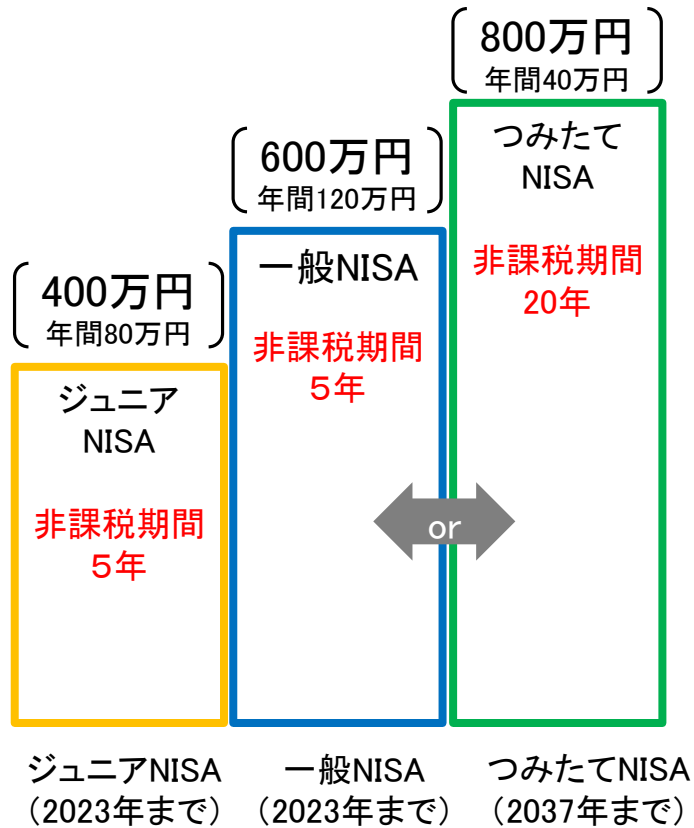 800万円
年間40万円
つみたて
NISA
非課税期間
20年
600万円
年間120万円
一般NISA
非課税期間
５年
400万円
年間80万円
ジュニア
NISA
非課税期間
５年
or
ジュニアNISA
（2023年まで）
一般NISA
（2023年まで）
つみたてNISA
（2037年まで）